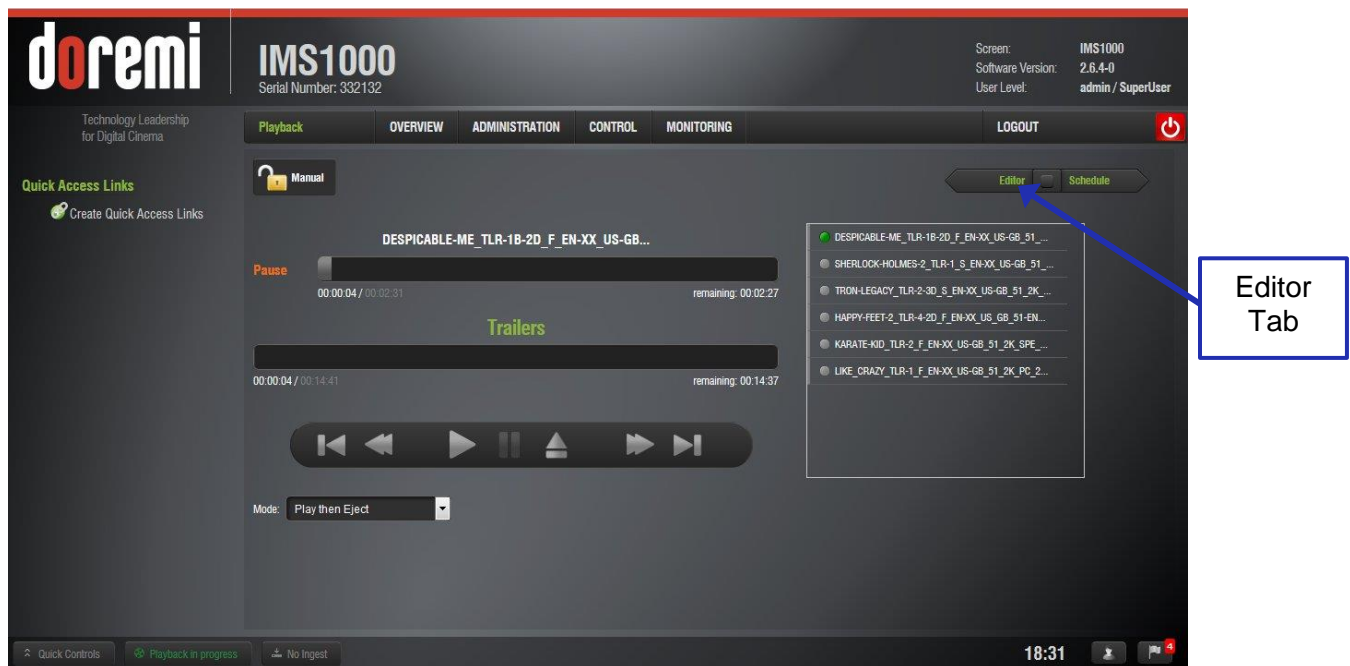 doremi
IMS1000
Serial Number: 332132
Screen: IMS1000
Software Version: 2.6.4-0
User Level: admin / SuperUser
Technology Leadership
for Digital Cinema
Playback OVERVIEW ADMINISTRATION CONTROL MONITORING LOGOUT
Quick Access Links
Create Quick Access Links
Manual
Editor Schedule
DESPICABLE-ME_TLR-1B-2D_F_EN-XX_US-GB...
Pause
00:00:04 / 00:02:31 remaining: 00:02:27
Trailers
00:00:04 / 00:14:41 remaining: 00:14:37
Mode: Play then Eject
DESPICABLE-ME_TLR-1B-2D_F_EN-XX_US-GB_51_...
SHERLOCK-HOLMES-2_TLR-1_S_EN-XX_US-GB_51_...
TRON-LEGACY_TLR-2-3D_S_EN-XX_US-GB_51_2K_...
HAPPY-FEET-2_TLR-4-2D_F_EN-XX_US_GB_51-EN...
KARATE-KID_TLR-2_F_EN-XX_US-GB_51_2K_SPE_...
LIKE_CRAZY_TLR-1_F_EN-XX_US-GB_51_2K_PC_2...
Editor
Tab
Quick Controls Playback in progress No Ingest 18:31 4